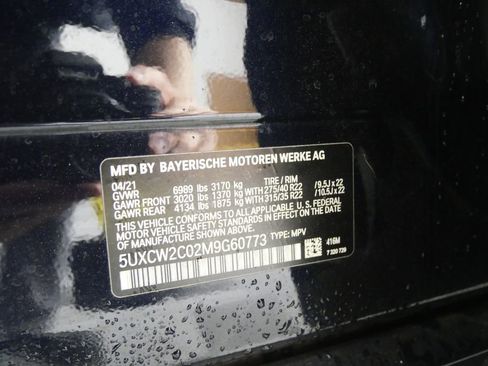 MFD BY BAYERISCHE MOTOREN WERKE AG
04/21 6989 lbs 3170 kg TIRE / RIM
GVWR
GAWR FRONT 3020 lbs 1370 kg WITH 275/40 R22 / 9.5J x 22
GAWR REAR 4134 lbs 1875 kg WITH 315/35 R22 / 10.5J x 22
THIS VEHICLE CONFORMS TO ALL APPLICABLE U. S. FEDERAL
MOTOR VEHICLE SAFETY STANDARDS IN EFFECT ON THE
DATE OF MANUFACTURE SHOWN ABOVE.
5UXCW2C02M9G60773 TYPE: MPV 416M
7 320 729